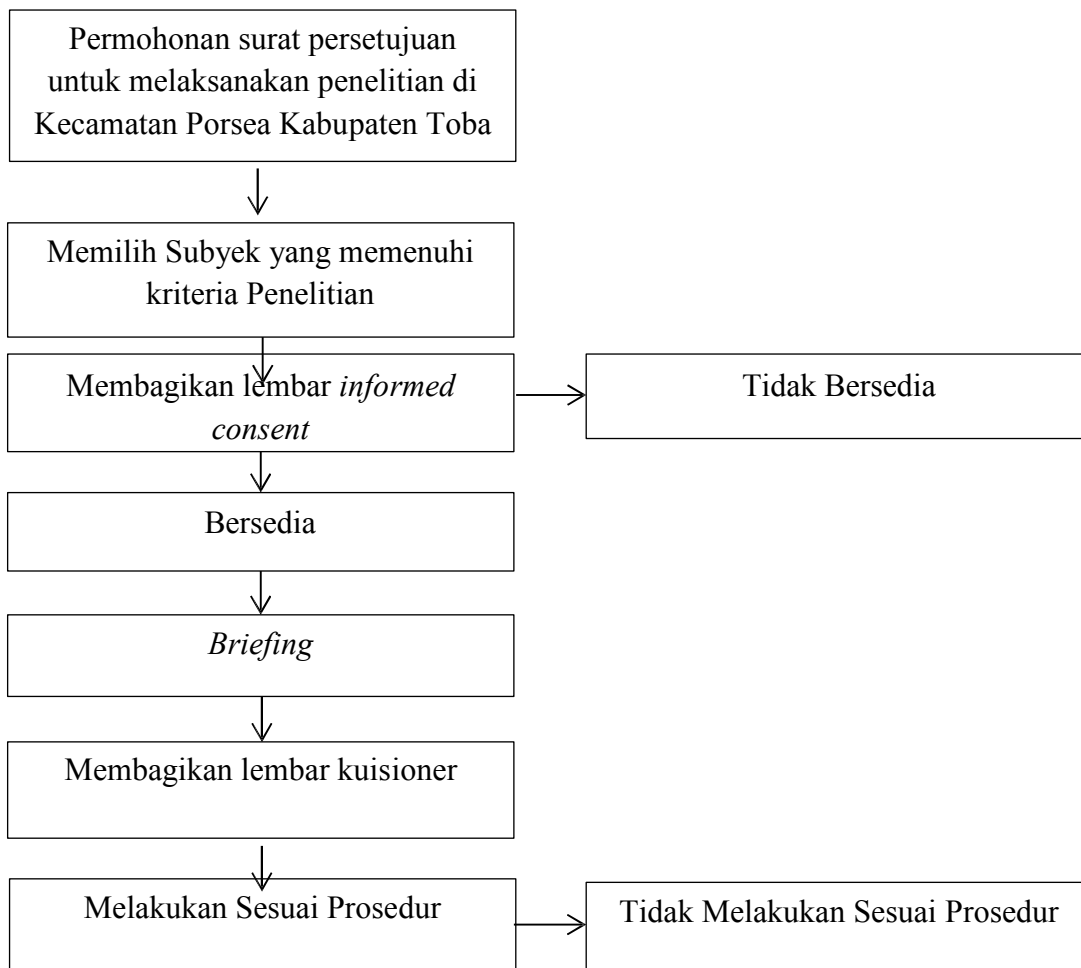 Permohonan surat persetujuan
untuk melaksanakan penelitian di
Kecamatan Porsea Kabupaten Toba
Memilih Subyek yang memenuhi
kriteria Penelitian
Membagikan lembar informed
consent
Tidak Bersedia
Bersedia
Briefing
Membagikan lembar kuisioner
Melakukan Sesuai Prosedur
Tidak Melakukan Sesuai Prosedur